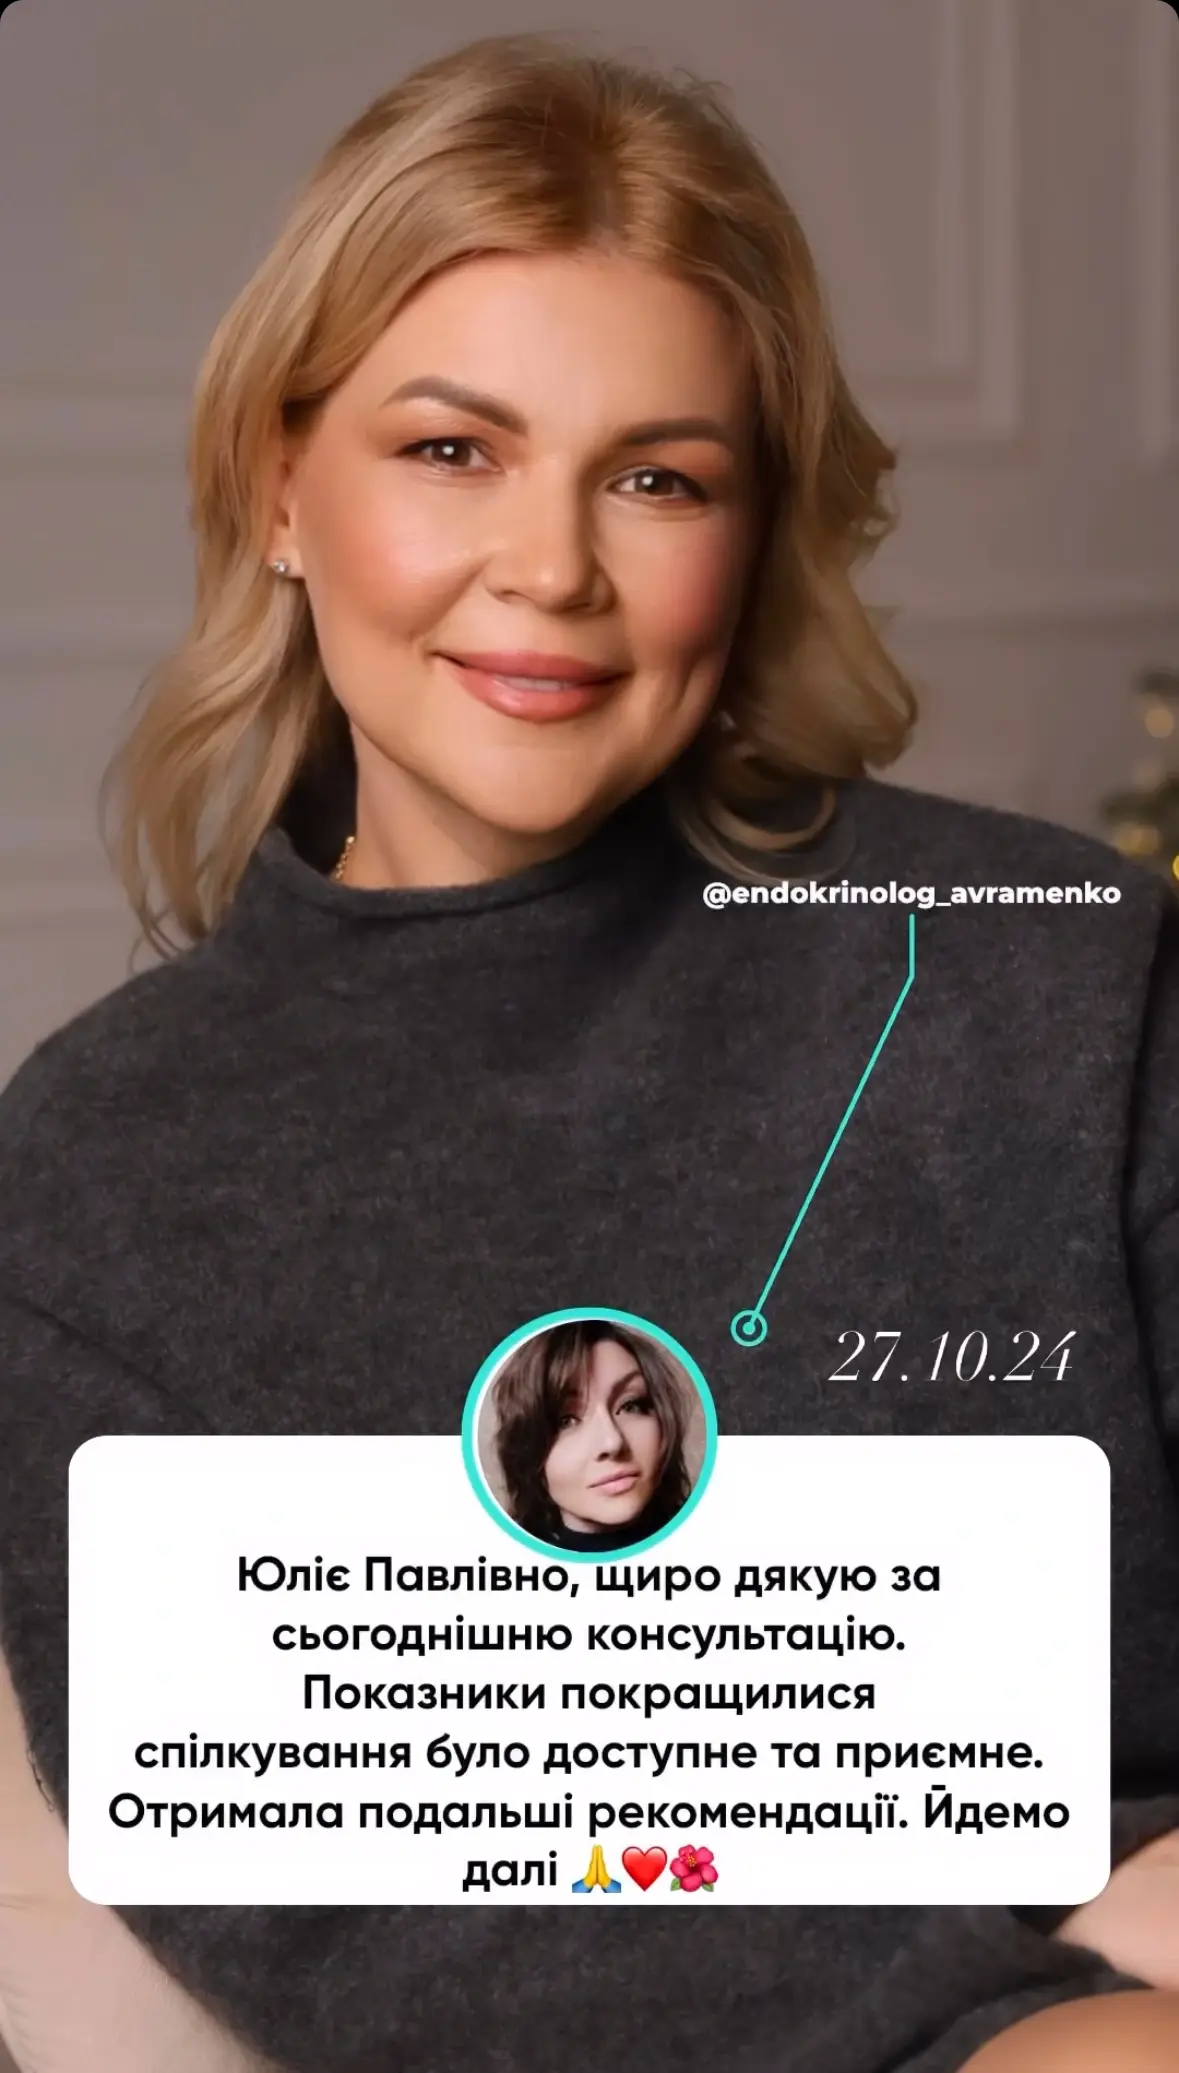 @endokrinolog_avramenko
27.10.24
Юліє Павлівно, щиро дякую за
сьогоднішню консультацію.
Показники покращилися
спілкування було доступне та приємне.
Отримала подальші рекомендації. Йдемо
далі 🙏❤️🌺